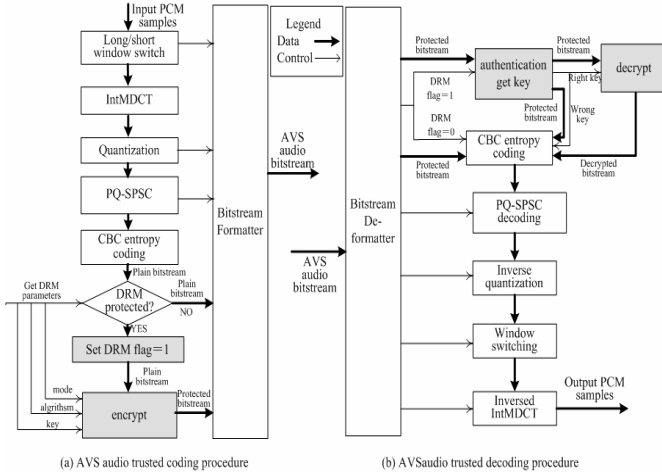 Input PCM
samples
Long/short
window switch
IntMDCT
Quantization
PQ-SPSC
CBC entropy
coding
Plain bitstream
Get DRM
parameters
DRM
protected?
Plain
bitstream
NO
YES
Set DRM flag=1
Plain
bitstream
mode
algrithsm
key
encrypt
Protected
bitstream
Bitstream
Formatter
(a) AVS audio trusted coding procedure
Legend
Data
Control
AVS
audio
bitstream
AVS
audio
bitstream
Bitstream
De-
formatter
Protected
bitstream
DRM
flag=1
DRM
flag=0
Protected
bitstream
authentication
get key
Protected
bitstream
Right key
decrypt
Protected
bitstream
Wrong
key
CBC entropy
coding
Decrypted
bitstream
PQ-SPSC
decoding
Inverse
quantization
Window
switching
Inversed
IntMDCT
Output PCM
samples
(b) AVSaudio trusted decoding procedure